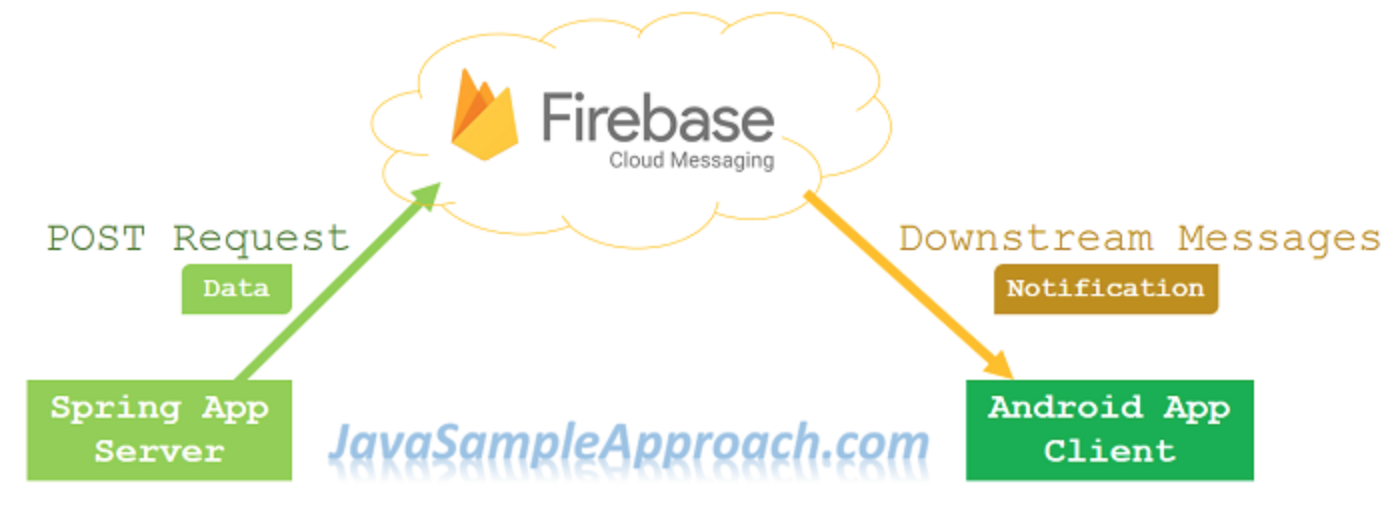 Firebase
Cloud Messaging
POST Request
Data
Downstream Messages
Notification
Spring App
Server
JavaSampleApproach.com
Android App
Client